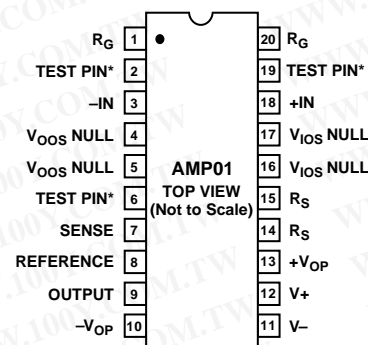 RG 1
TEST PIN* 2
–IN 3
VOOS NULL 4
VOOS NULL 5
TEST PIN* 6
SENSE 7
REFERENCE 8
OUTPUT 9
–VOP 10
AMP01
TOP VIEW
(Not to Scale)
20 RG
19 TEST PIN*
18 +IN
17 VIOS NULL
16 VIOS NULL
15 RS
14 RS
13 +VOP
12 V+
11 V–